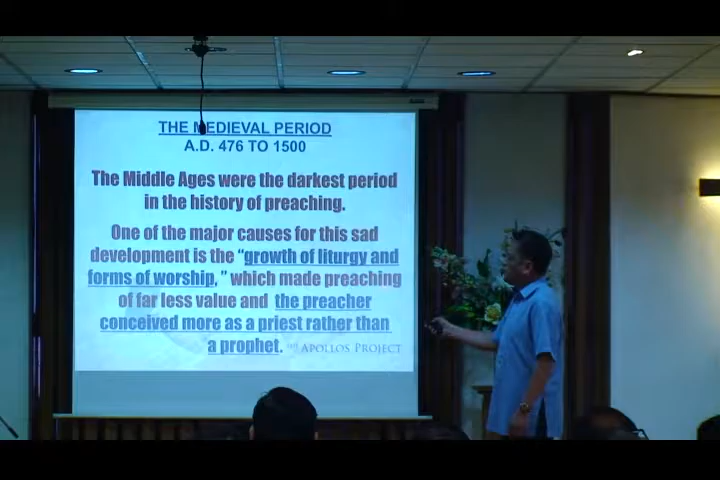 THE MEDIEVAL PERIOD
A.D. 476 TO 1500
The Middle Ages were the darkest period
in the history of preaching.
One of the major causes for this sad
development is the “growth of liturgy and
forms of worship,” which made preaching
of far less value and the preacher
conceived more as a priest rather than
a prophet. THE APOLLOS PROJECT